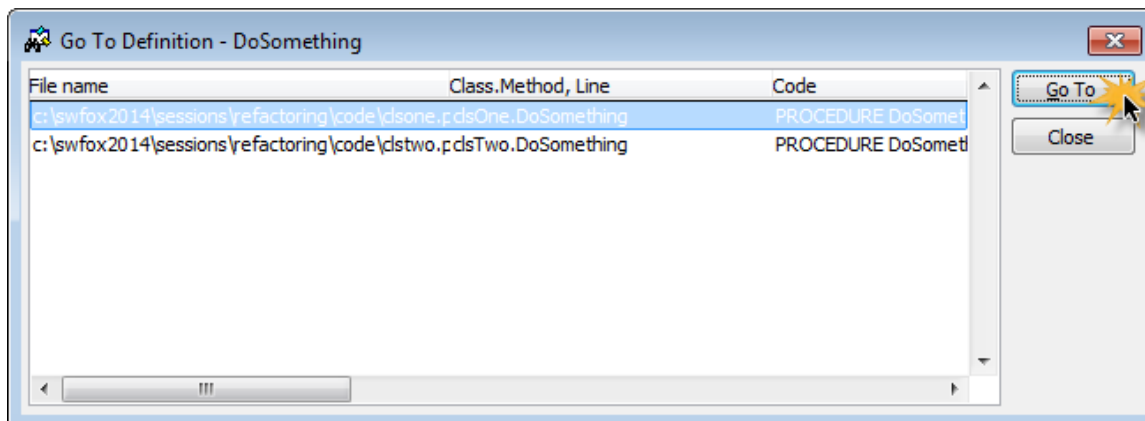 Go To Definition - DoSomething
File name Class.Method, Line Code
c:\swfox2014\sessions\refactoring\code\clsone.p clsOne.DoSomething PROCEDURE DoSomet
c:\swfox2014\sessions\refactoring\code\clstwo.p clsTwo.DoSomething PROCEDURE DoSomet
Go To
Close